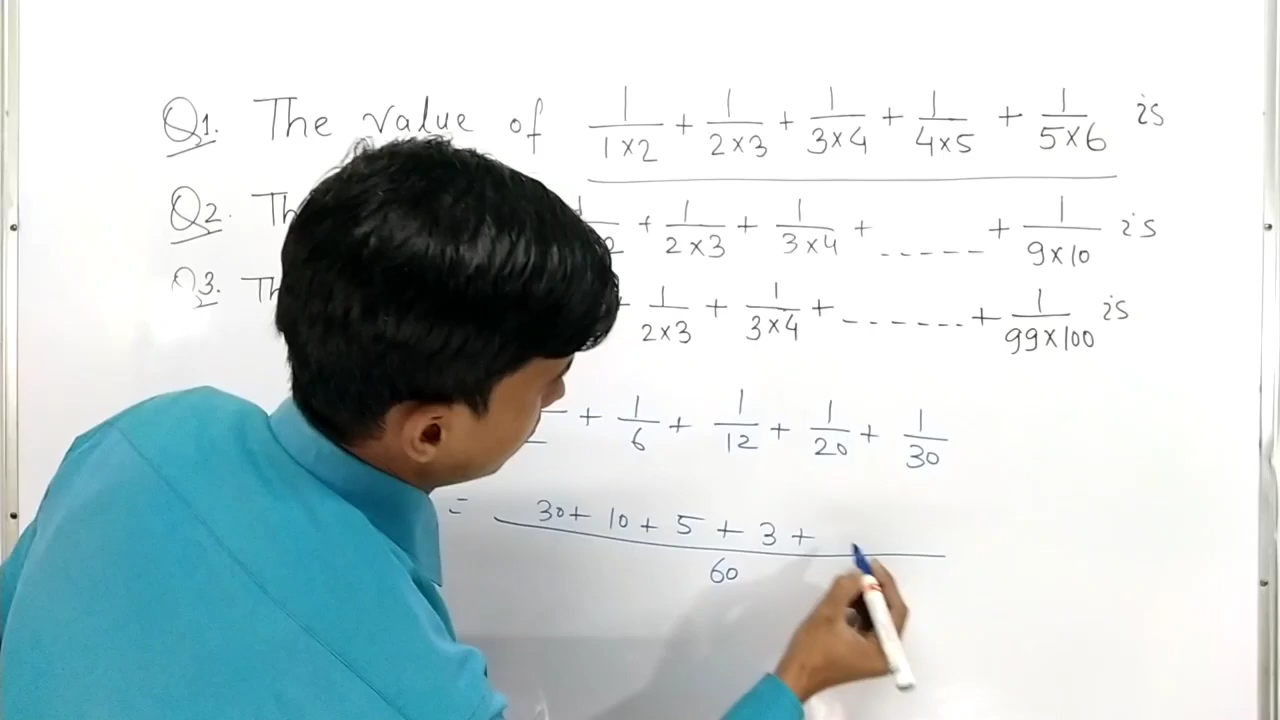 Q1. The value of 1/1×2 + 1/2×3 + 1/3×4 + 1/4×5 + 1/5×6 is
Q2. Th + 1/2×3 + 1/3×4 + ----- + 1/9×10 is
Q3. Th + 1/2×3 + 1/3×4 + ------ + 1/99×100 is
+ 1/6 + 1/12 + 1/20 + 1/30
= 30 + 10 + 5 + 3 + / 60